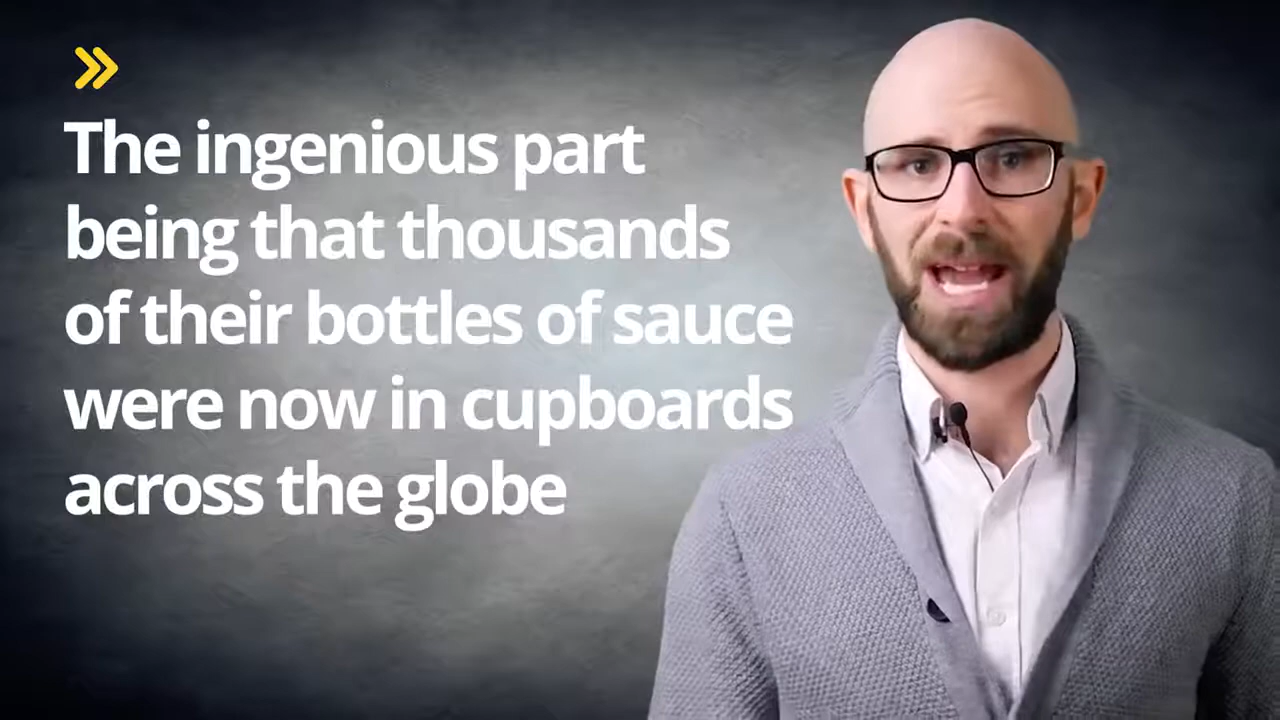 The ingenious part
being that thousands
of their bottles of sauce
were now in cupboards
across the globe